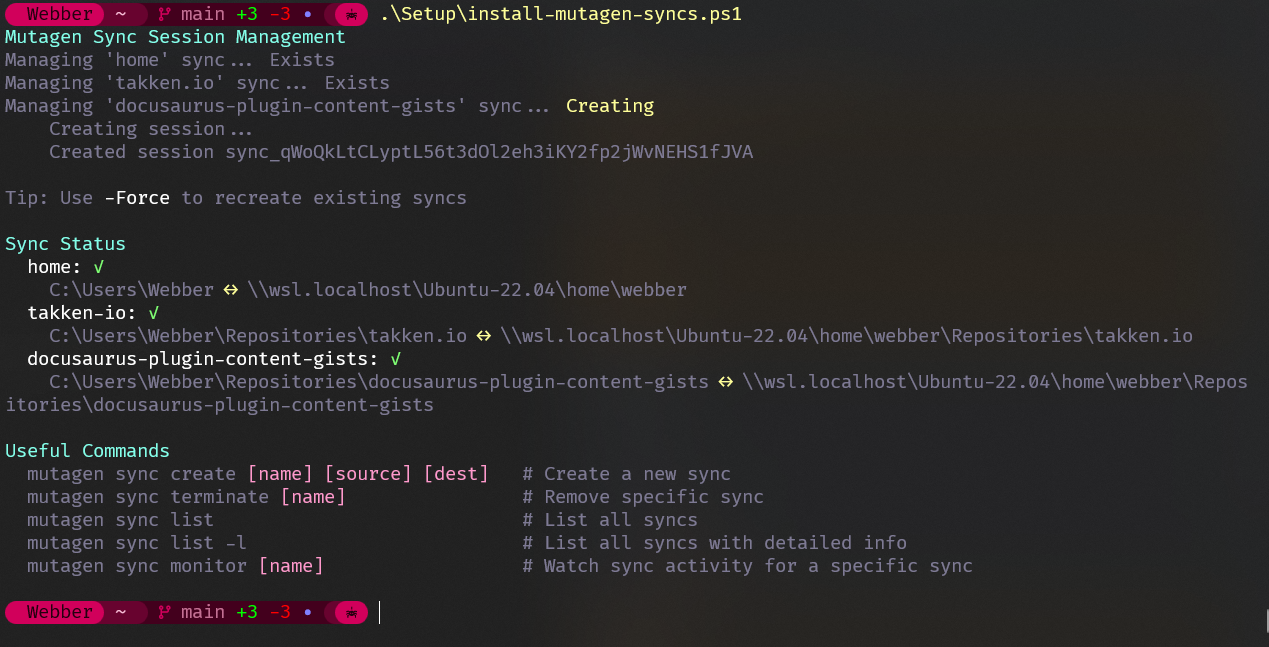 Webber ~ main +3 -3 • .\Setup\install-mutagen-syncs.ps1
Mutagen Sync Session Management
Managing 'home' sync... Exists
Managing 'takken.io' sync... Exists
Managing 'docusaurus-plugin-content-gists' sync... Creating
Creating session...
Created session sync_qWoQkLtCLyptL56t3dOl2eh3iKY2fp2jWvNEHS1fJVA
Tip: Use -Force to recreate existing syncs
Sync Status
home: √
C:\Users\Webber ↔ \\wsl.localhost\Ubuntu-22.04\home\webber
takken-io: √
C:\Users\Webber\Repositories\takken.io ↔ \\wsl.localhost\Ubuntu-22.04\home\webber\Repositories\takken.io
docusaurus-plugin-content-gists: √
C:\Users\Webber\Repositories\docusaurus-plugin-content-gists ↔ \\wsl.localhost\Ubuntu-22.04\home\webber\Repos
itories\docusaurus-plugin-content-gists
Useful Commands
mutagen sync create [name] [source] [dest] # Create a new sync
mutagen sync terminate [name] # Remove specific sync
mutagen sync list # List all syncs
mutagen sync list -l # List all syncs with detailed info
mutagen sync monitor [name] # Watch sync activity for a specific sync
Webber ~ main +3 -3 •